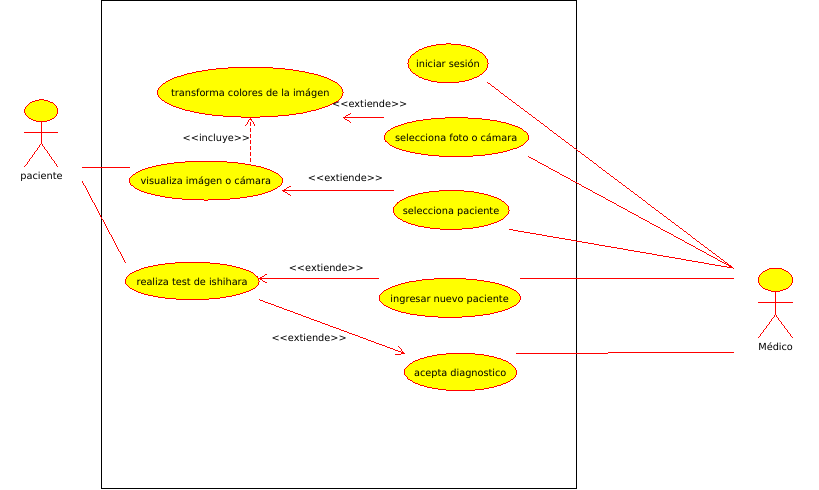 iniciar sesión
transforma colores de la imágen
<<extiende>>
selecciona foto o cámara
<<incluye>>
paciente
visualiza imágen o cámara
<<extiende>>
selecciona paciente
<<extiende>>
realiza test de ishihara
ingresar nuevo paciente
<<extiende>>
Médico
acepta diagnostico